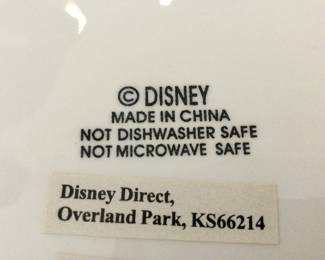 © DISNEY
MADE IN CHINA
NOT DISHWASHER SAFE
NOT MICROWAVE SAFE
Disney Direct,
Overland Park, KS66214